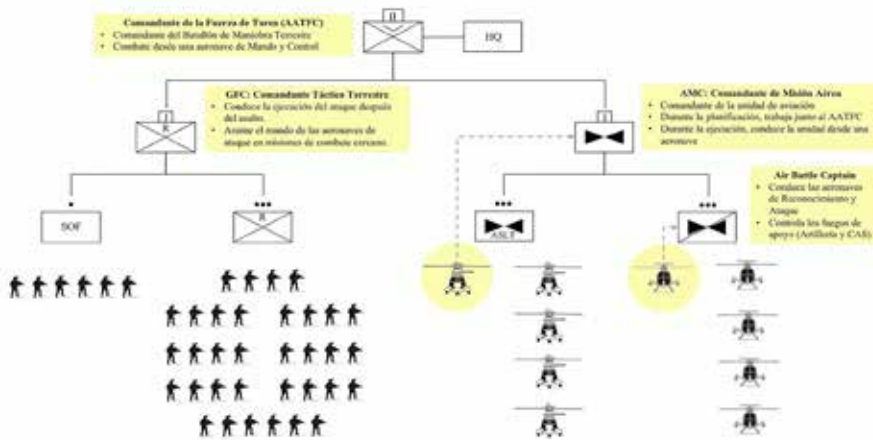 Comandante de la Fuerza de Tarea (AATFC)
• Comandante del Batallón de Maniobra Terrestre
• Combate desde una aeronave de Mando y Control
II
HQ
GFC: Comandante Táctico Terrestre
• Conduce la ejecución del ataque después
del asalto.
• Asume el mando de las aeronaves de
ataque en misiones de combate cercano.
AMC: Comandante de Misión Aérea
• Comandante de la unidad de aviación
• Durante la planificación, trabaja junto al AATFC
• Durante la ejecución, conduce la unidad desde una
aeronave
I
R
I
Air Battle Captain
• Conduce las aeronaves
de Reconocimiento y
Ataque
• Controla los fuegos de
apoyo (Artillería y CAS)
SOF
R
ASLT